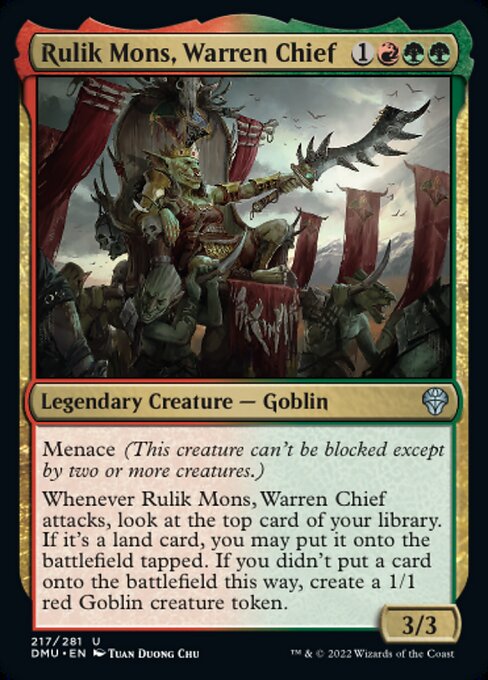 Rulik Mons, Warren Chief 1
Legendary Creature — Goblin
Menace (This creature can't be blocked except
by two or more creatures.)
Whenever Rulik Mons, Warren Chief
attacks, look at the top card of your library.
If it's a land card, you may put it onto the
battlefield tapped. If you didn't put a card
onto the battlefield this way, create a 1/1
red Goblin creature token.
3/3
217/281 U
DMU • EN Tuan Duong Chu
™ & © 2022 Wizards of the Coast